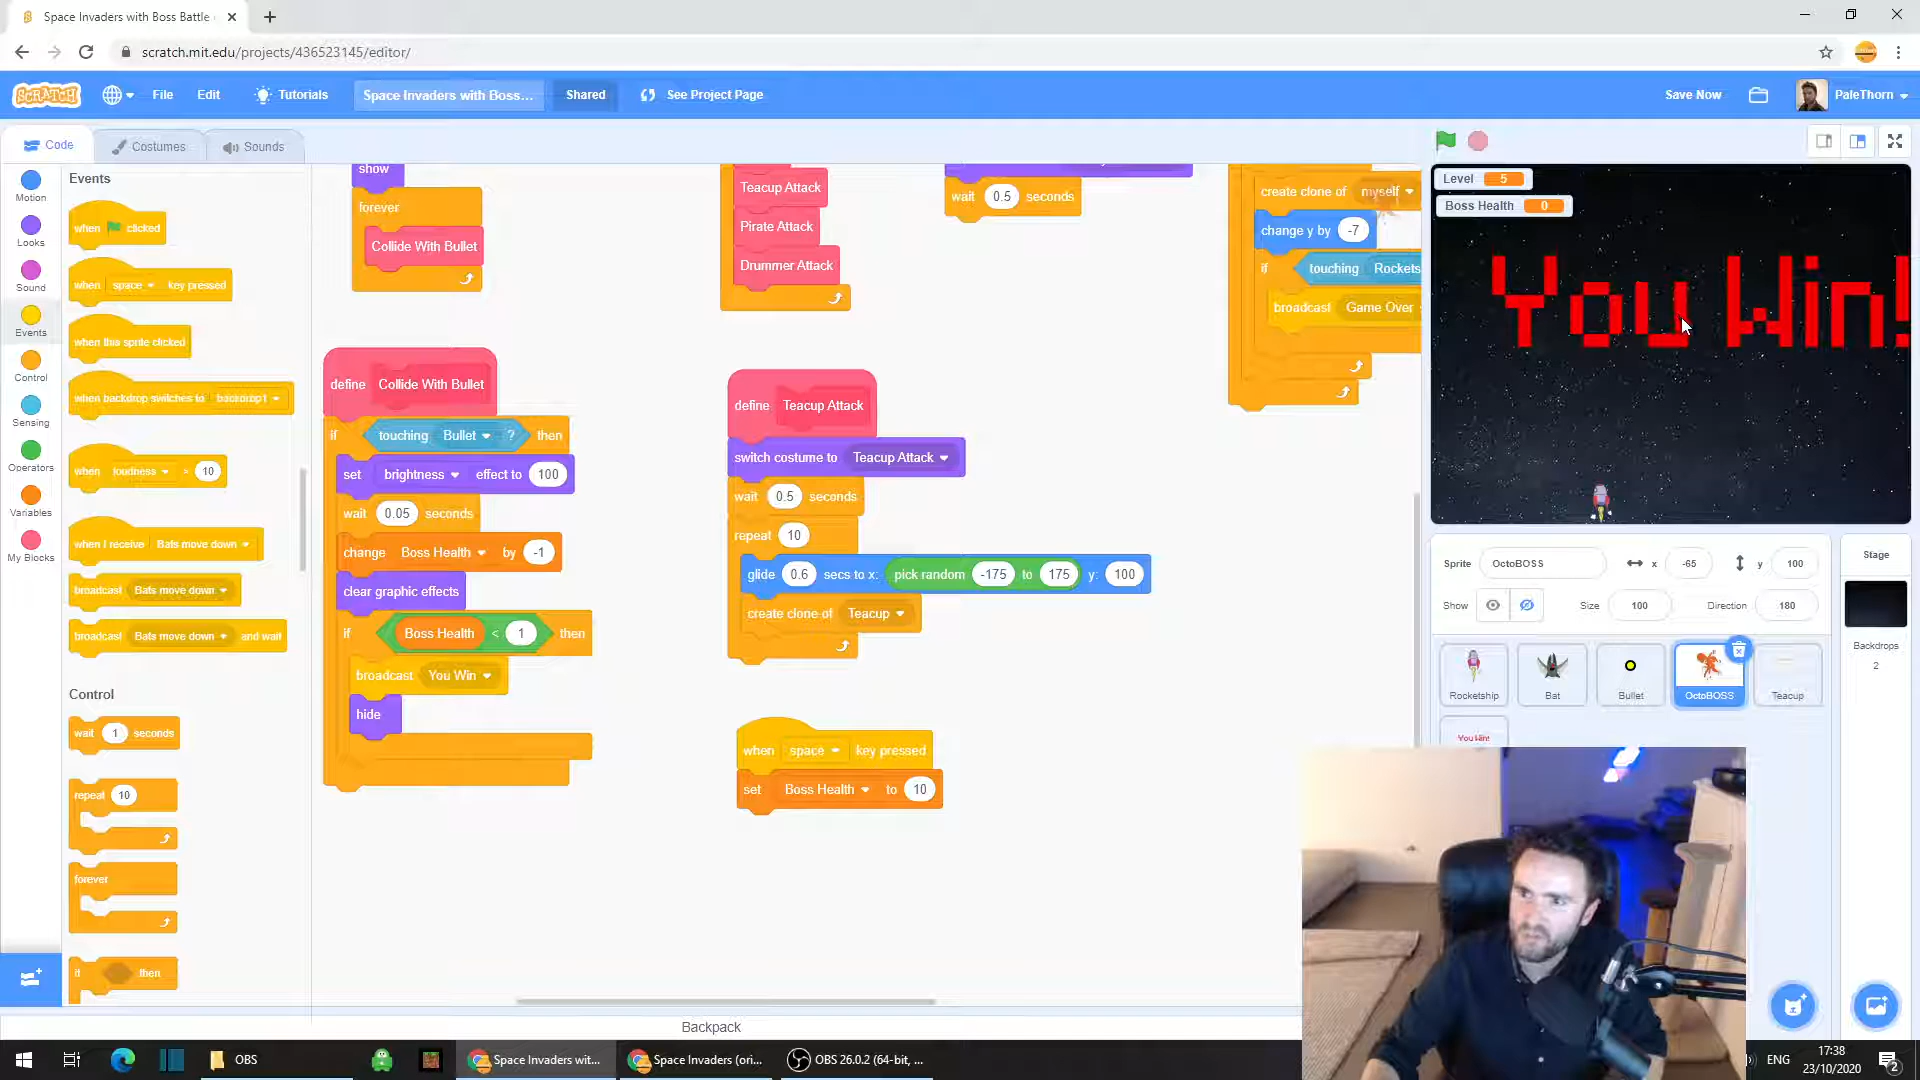 Space Invaders with Boss Battle
scratch.mit.edu/projects/436523145/editor/
SCRATCH
File
Edit
Tutorials
Space Invaders with Boss...
Shared
See Project Page
Save Now
PaleThorn
Code
Costumes
Sounds
Motion
Looks
Sound
Events
Control
Sensing
Operators
Variables
My Blocks
Events
when clicked
when space key pressed
when this sprite clicked
when backdrop switches to backdrop1
when loudness > 10
when I receive Bats move down
broadcast Bats move down
broadcast Bats move down and wait
Control
wait 1 seconds
repeat 10
forever
if then
show
forever
Collide With Bullet
define Collide With Bullet
if touching Bullet ? then
set brightness effect to 100
wait 0.05 seconds
change Boss Health by -1
clear graphic effects
if Boss Health < 1 then
broadcast You Win
hide
Teacup Attack
Pirate Attack
Drummer Attack
define Teacup Attack
switch costume to Teacup Attack
wait 0.5 seconds
repeat 10
glide 0.6 secs to x: pick random -175 to 175 y: 100
create clone of Teacup
when space key pressed
set Boss Health to 10
wait 0.5 seconds
create clone of myself
change y by -7
if touching Rockets
broadcast Game Over
Level 5
Boss Health 0
You Win!
Sprite OctoBOSS x -65 y 100
Show Size 100 Direction 180
Rocketship
Bat
Bullet
OctoBOSS
Teacup
You Win!
Stage
Backdrops
2
Backpack
OBS
Space Invaders wit...
Space Invaders (ori...
OBS 26.0.2 (64-bit, ...
ENG
17:38
23/10/2020
2